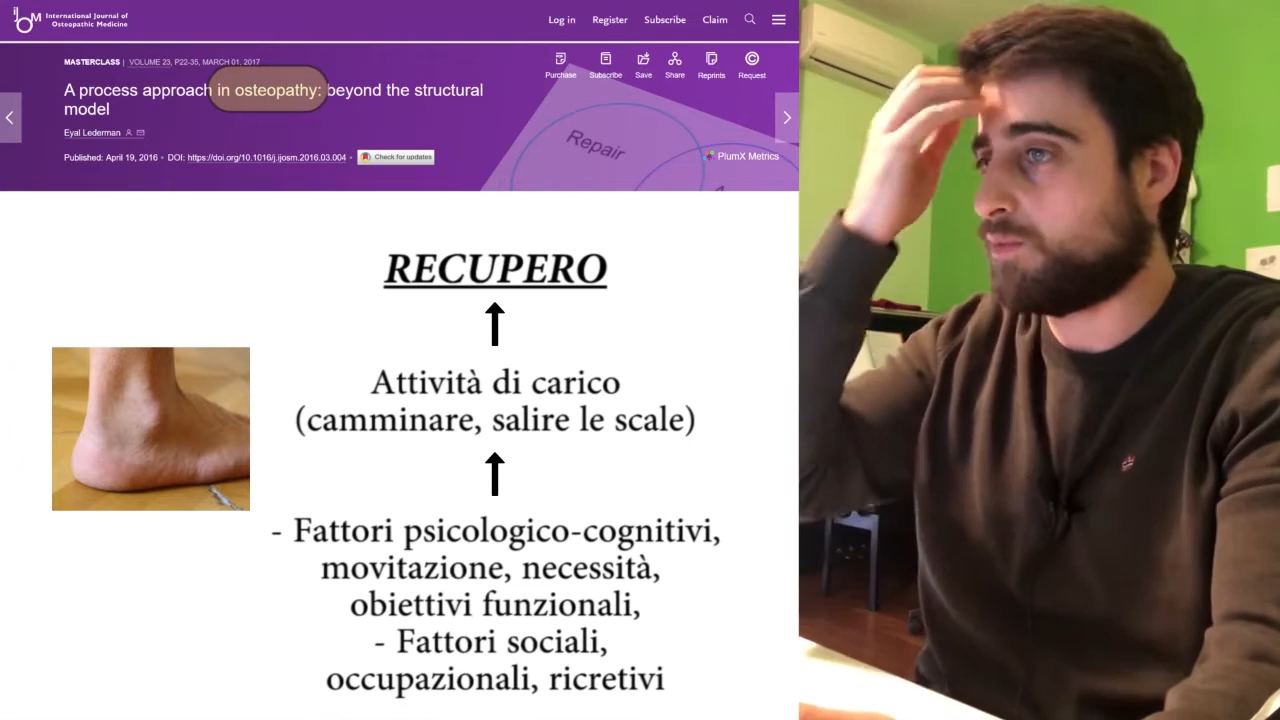 International Journal of
Osteopathic Medicine
Log in Register Subscribe Claim
MASTERCLASS | VOLUME 23, P22-35, MARCH 01, 2017
Purchase Subscribe Save Share Reprints Request
A process approach in osteopathy: beyond the structural
model
Eyal Lederman
Published: April 19, 2016 • DOI: https://doi.org/10.1016/j.ijosm.2016.03.004 •
Check for updates
Repair
PlumX Metrics
RECUPERO
Attività di carico
(camminare, salire le scale)
- Fattori psicologico-cognitivi,
movitazione, necessità,
obiettivi funzionali,
- Fattori sociali,
occupazionali, ricretivi